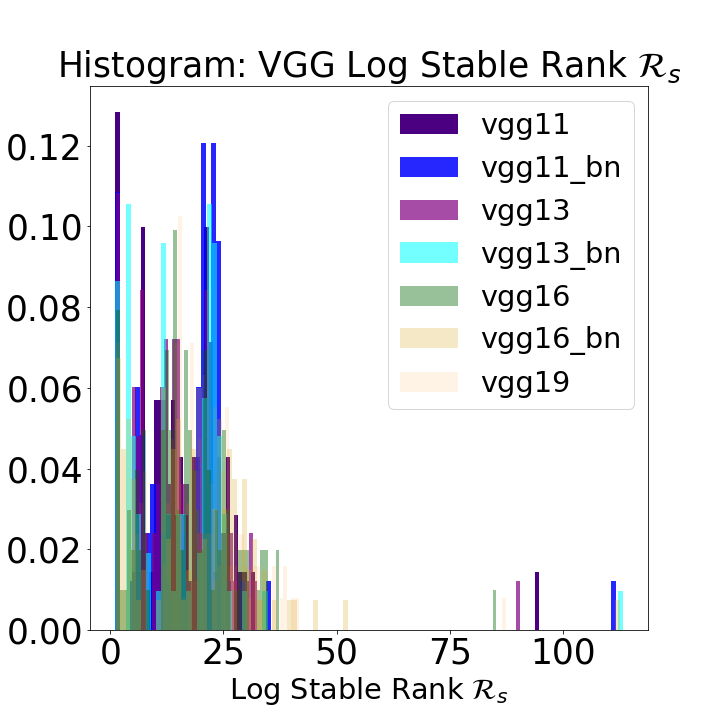 Histogram: VGG Log Stable Rank ℛₛ
vgg11
vgg11_bn
vgg13
vgg13_bn
vgg16
vgg16_bn
vgg19
0.12
0.10
0.08
0.06
0.04
0.02
0.00
0 25 50 75 100
Log Stable Rank ℛₛ